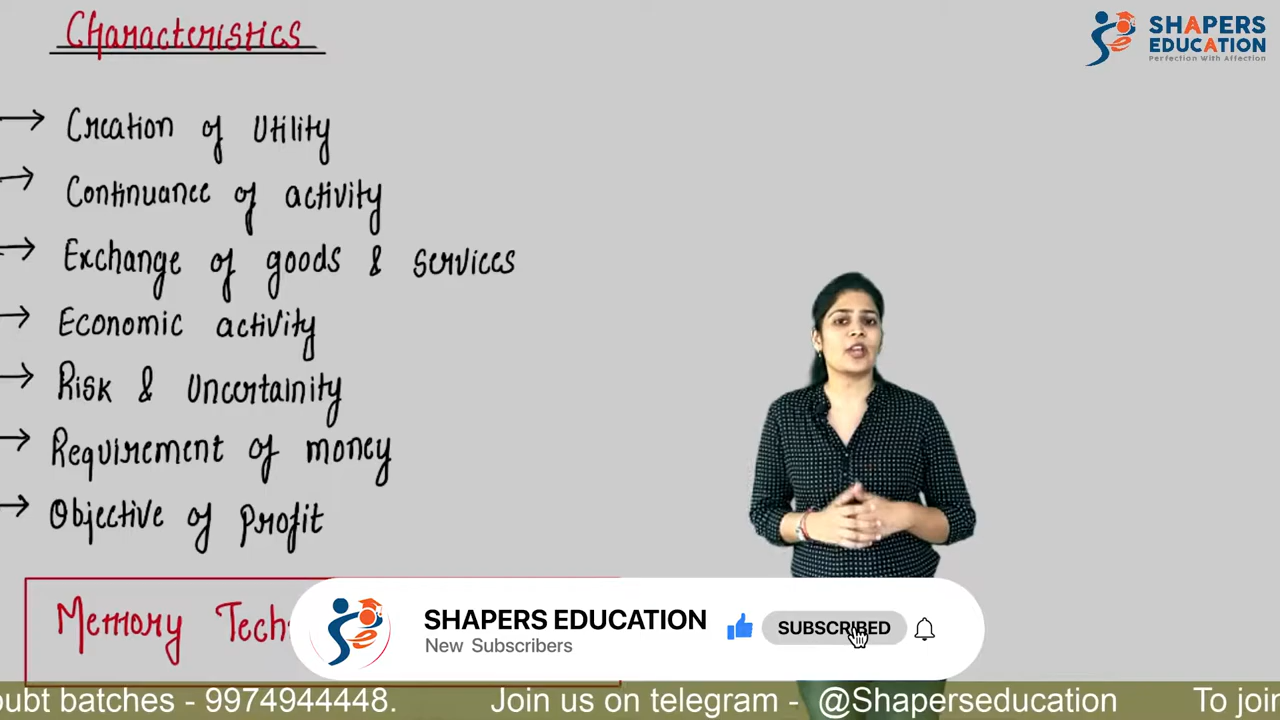 Characteristics
SHAPERS
EDUCATION
Perfection With Affection
Creation of Utility
Continuance of activity
Exchange of goods & services
Economic activity
Risk & Uncertainity
Requirement of money
Objective of Profit
Memory Tech
SHAPERS EDUCATION
New Subscribers
SUBSCRIBED
oubt batches - 9974944448. Join us on telegram - @Shaperseducation To join